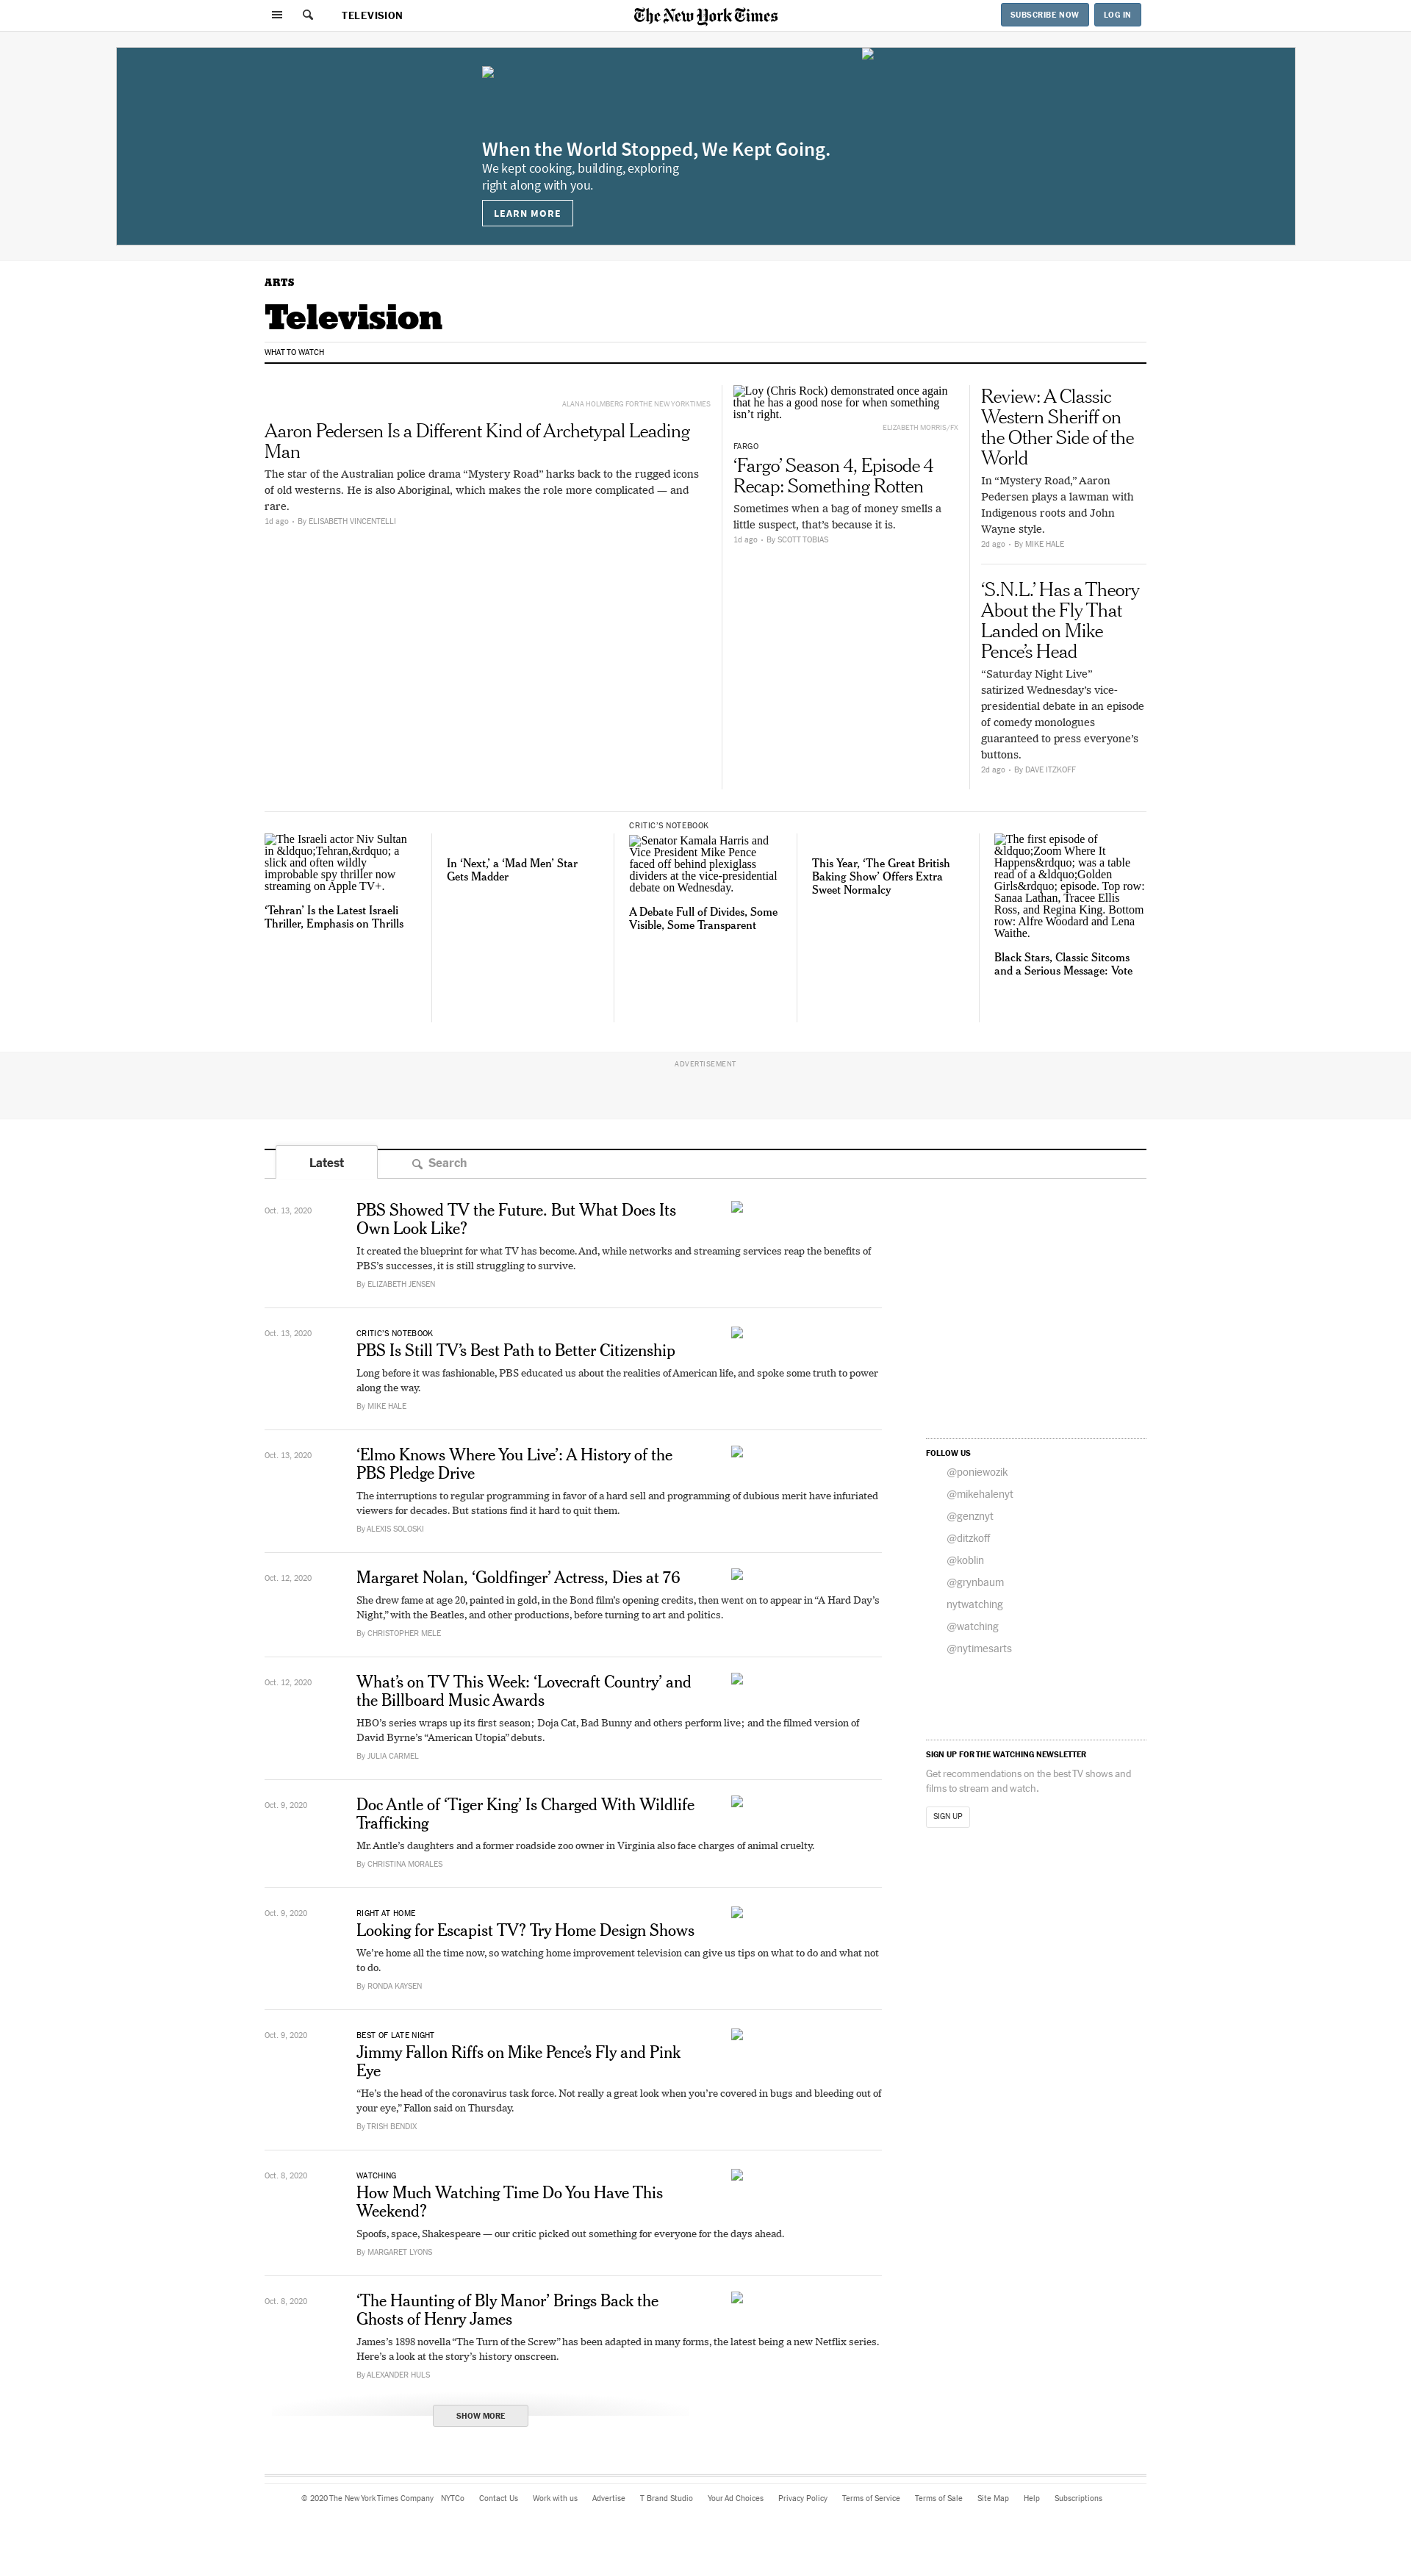 TELEVISION
The New York Times
SUBSCRIBE NOW
LOG IN
When the World Stopped, We Kept Going.
We kept cooking, building, exploring
right along with you.
LEARN MORE
ARTS
Television
WHAT TO WATCH
ALANA HOLMBERG FOR THE NEW YORK TIMES
Aaron Pedersen Is a Different Kind of Archetypal Leading
Man
The star of the Australian police drama “Mystery Road” harks back to the rugged icons
of old westerns. He is also Aboriginal, which makes the role more complicated — and
rare.
1d ago • By ELISABETH VINCENTELLI
Loy (Chris Rock) demonstrated once again
that he has a good nose for when something
isn’t right.
ELIZABETH MORRIS/FX
FARGO
‘Fargo’ Season 4, Episode 4
Recap: Something Rotten
Sometimes when a bag of money smells a
little suspect, that’s because it is.
1d ago • By SCOTT TOBIAS
Review: A Classic
Western Sheriff on
the Other Side of the
World
In “Mystery Road,” Aaron
Pedersen plays a lawman with
Indigenous roots and John
Wayne style.
2d ago • By MIKE HALE
‘S.N.L.’ Has a Theory
About the Fly That
Landed on Mike
Pence’s Head
“Saturday Night Live”
satirized Wednesday’s vice-
presidential debate in an episode
of comedy monologues
guaranteed to press everyone’s
buttons.
2d ago • By DAVE ITZKOFF
The Israeli actor Niv Sultan
in &ldquo;Tehran,&rdquo; a
slick and often wildly
improbable spy thriller now
streaming on Apple TV+.
‘Tehran’ Is the Latest Israeli
Thriller, Emphasis on Thrills
In ‘Next,’ a ‘Mad Men’ Star
Gets Madder
CRITIC’S NOTEBOOK
Senator Kamala Harris and
Vice President Mike Pence
faced off behind plexiglass
dividers at the vice-presidential
debate on Wednesday.
A Debate Full of Divides, Some
Visible, Some Transparent
This Year, ‘The Great British
Baking Show’ Offers Extra
Sweet Normalcy
The first episode of
&ldquo;Zoom Where It
Happens&rdquo; was a table
read of a &ldquo;Golden
Girls&rdquo; episode. Top row:
Sanaa Lathan, Tracee Ellis
Ross, and Regina King. Bottom
row: Alfre Woodard and Lena
Waithe.
Black Stars, Classic Sitcoms
and a Serious Message: Vote
ADVERTISEMENT
Latest
Search
Oct. 13, 2020
PBS Showed TV the Future. But What Does Its
Own Look Like?
It created the blueprint for what TV has become. And, while networks and streaming services reap the benefits of
PBS’s successes, it is still struggling to survive.
By ELIZABETH JENSEN
Oct. 13, 2020
CRITIC’S NOTEBOOK
PBS Is Still TV’s Best Path to Better Citizenship
Long before it was fashionable, PBS educated us about the realities of American life, and spoke some truth to power
along the way.
By MIKE HALE
Oct. 13, 2020
‘Elmo Knows Where You Live’: A History of the
PBS Pledge Drive
The interruptions to regular programming in favor of a hard sell and programming of dubious merit have infuriated
viewers for decades. But stations find it hard to quit them.
By ALEXIS SOLOSKI
Oct. 12, 2020
Margaret Nolan, ‘Goldfinger’ Actress, Dies at 76
She drew fame at age 20, painted in gold, in the Bond film’s opening credits, then went on to appear in “A Hard Day’s
Night,” with the Beatles, and other productions, before turning to art and politics.
By CHRISTOPHER MELE
Oct. 12, 2020
What’s on TV This Week: ‘Lovecraft Country’ and
the Billboard Music Awards
HBO’s series wraps up its first season; Doja Cat, Bad Bunny and others perform live; and the filmed version of
David Byrne’s “American Utopia” debuts.
By JULIA CARMEL
Oct. 9, 2020
Doc Antle of ‘Tiger King’ Is Charged With Wildlife
Trafficking
Mr. Antle’s daughters and a former roadside zoo owner in Virginia also face charges of animal cruelty.
By CHRISTINA MORALES
Oct. 9, 2020
RIGHT AT HOME
Looking for Escapist TV? Try Home Design Shows
We’re home all the time now, so watching home improvement television can give us tips on what to do and what not
to do.
By RONDA KAYSEN
Oct. 9, 2020
BEST OF LATE NIGHT
Jimmy Fallon Riffs on Mike Pence’s Fly and Pink
Eye
“He’s the head of the coronavirus task force. Not really a great look when you’re covered in bugs and bleeding out of
your eye,” Fallon said on Thursday.
By TRISH BENDIX
Oct. 8, 2020
WATCHING
How Much Watching Time Do You Have This
Weekend?
Spoofs, space, Shakespeare — our critic picked out something for everyone for the days ahead.
By MARGARET LYONS
Oct. 8, 2020
‘The Haunting of Bly Manor’ Brings Back the
Ghosts of Henry James
James’s 1898 novella “The Turn of the Screw” has been adapted in many forms, the latest being a new Netflix series.
Here’s a look at the story’s history onscreen.
By ALEXANDER HULS
SHOW MORE
FOLLOW US
@poniewozik
@mikehalenyt
@genznyt
@ditzkoff
@koblin
@grynbaum
nytwatching
@watching
@nytimesarts
SIGN UP FOR THE WATCHING NEWSLETTER
Get recommendations on the best TV shows and
films to stream and watch.
SIGN UP
© 2020 The New York Times Company NYTCo Contact Us Work with us Advertise T Brand Studio Your Ad Choices Privacy Policy Terms of Service Terms of Sale Site Map Help Subscriptions